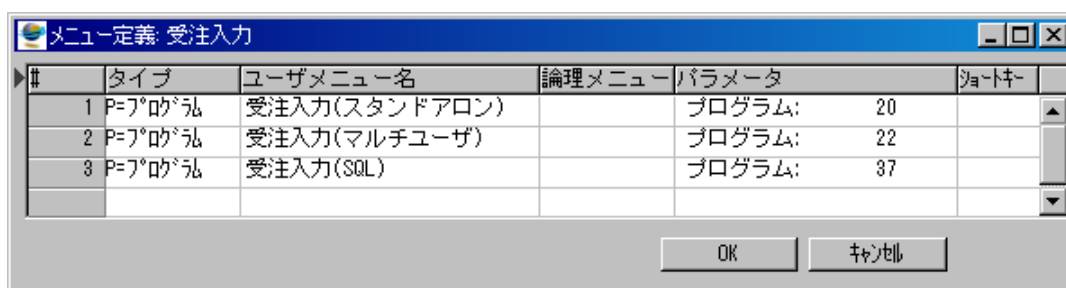 メニュー定義: 受注入力
# タイプ ユーザメニュー名 論理メニュー パラメータ ｼｮｰﾄｷｰ
1 P=ﾌﾟﾛｸﾞﾗﾑ 受注入力(スタンドアロン) プログラム: 20
2 P=ﾌﾟﾛｸﾞﾗﾑ 受注入力(マルチユーザ) プログラム: 22
3 P=ﾌﾟﾛｸﾞﾗﾑ 受注入力(SQL) プログラム: 37
OK ｷｬﾝｾﾙ